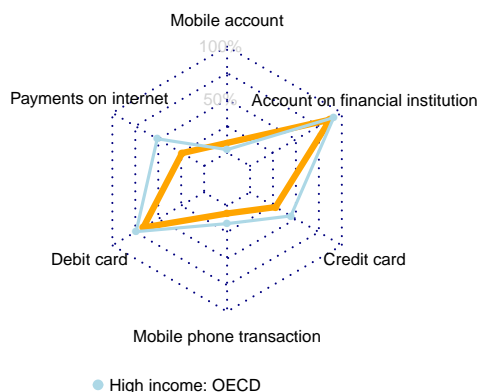 Mobile account
100%
Payments on internet
50%
Account on financial institution
Debit card
Credit card
Mobile phone transaction
High income: OECD